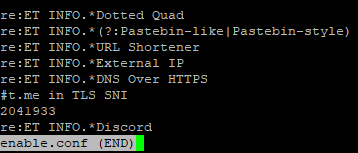 re:ET INFO.*Dotted Quad
re:ET INFO.*(?:Pastebin-like|Pastebin-style)
re:ET INFO.*URL Shortener
re:ET INFO.*External IP
re:ET INFO.*DNS Over HTTPS
#t.me in TLS SNI
2041933
re:ET INFO.*Discord
enable.conf (END)